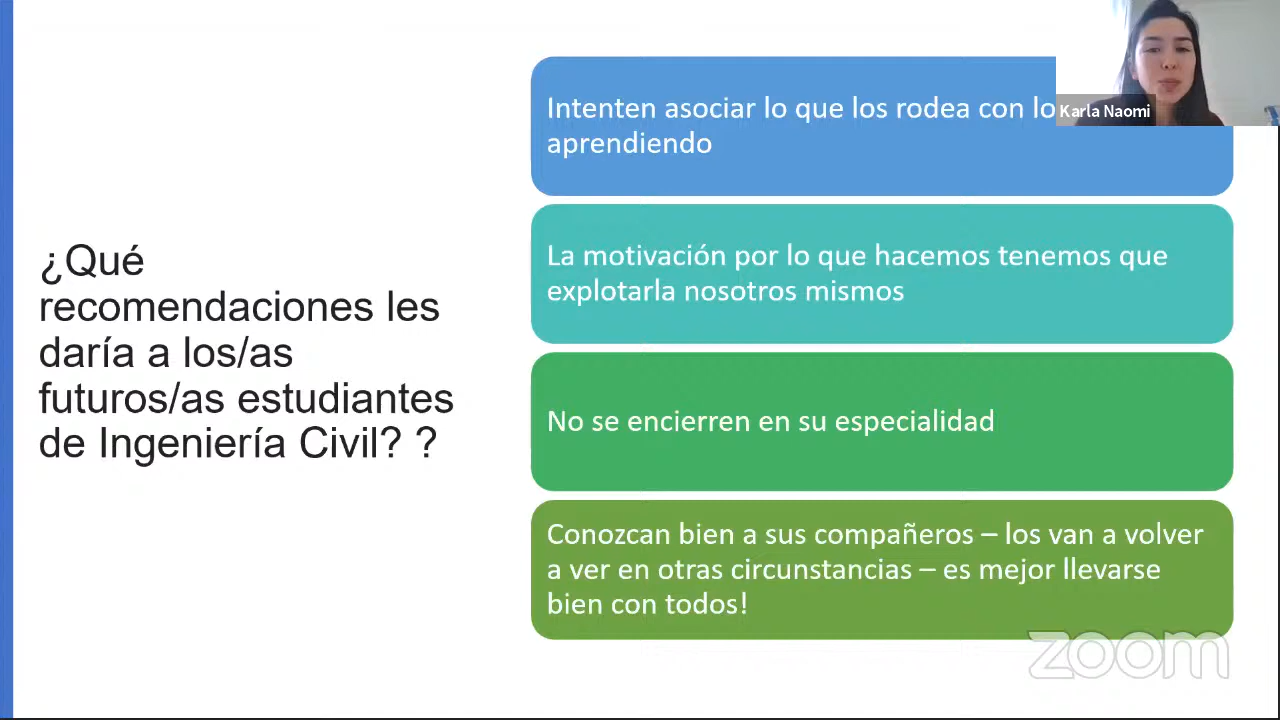 ¿Qué
recomendaciones les
daría a los/as
futuros/as estudiantes
de Ingeniería Civil? ?
Intenten asociar lo que los rodea con lo
aprendiendo
La motivación por lo que hacemos tenemos que
explotarla nosotros mismos
No se encierren en su especialidad
Conozcan bien a sus compañeros – los van a volver
a ver en otras circunstancias – es mejor llevarse
bien con todos!
Karla Naomi
zoom